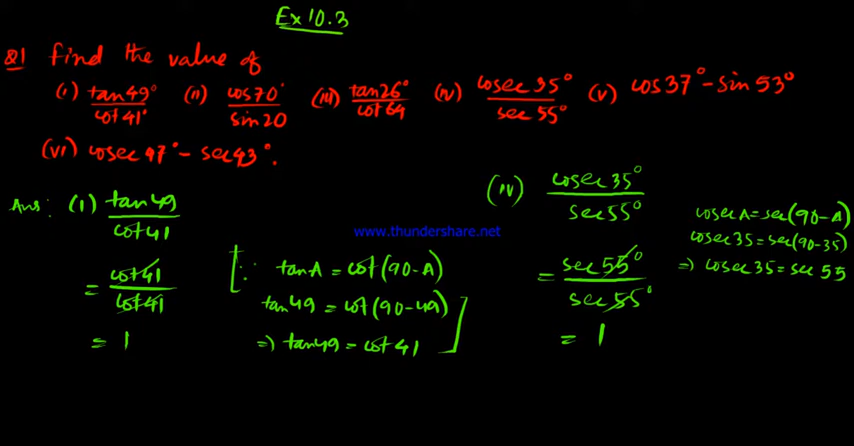 Ex 10.3
Q1 find the value of
(i) tan49°/cot41° (ii) cos70°/sin20 (iii) tan26°/cot64 (iv) cosec35°/sec55° (v) cos37° - sin53°
(vi) cosec47° - sec43°.
Ans: (i) tan49/cot41
= cot41/cot41
= 1
[∵ tanA = cot(90-A)
tan49 = cot(90-49)
⇒ tan49 = cot41 ]
www.thundershare.net
(iv) cosec35°/sec55°
= sec55°/sec55°
= 1
cosecA = sec(90-A)
cosec35 = sec(90-35)
⇒ cosec35 = sec55